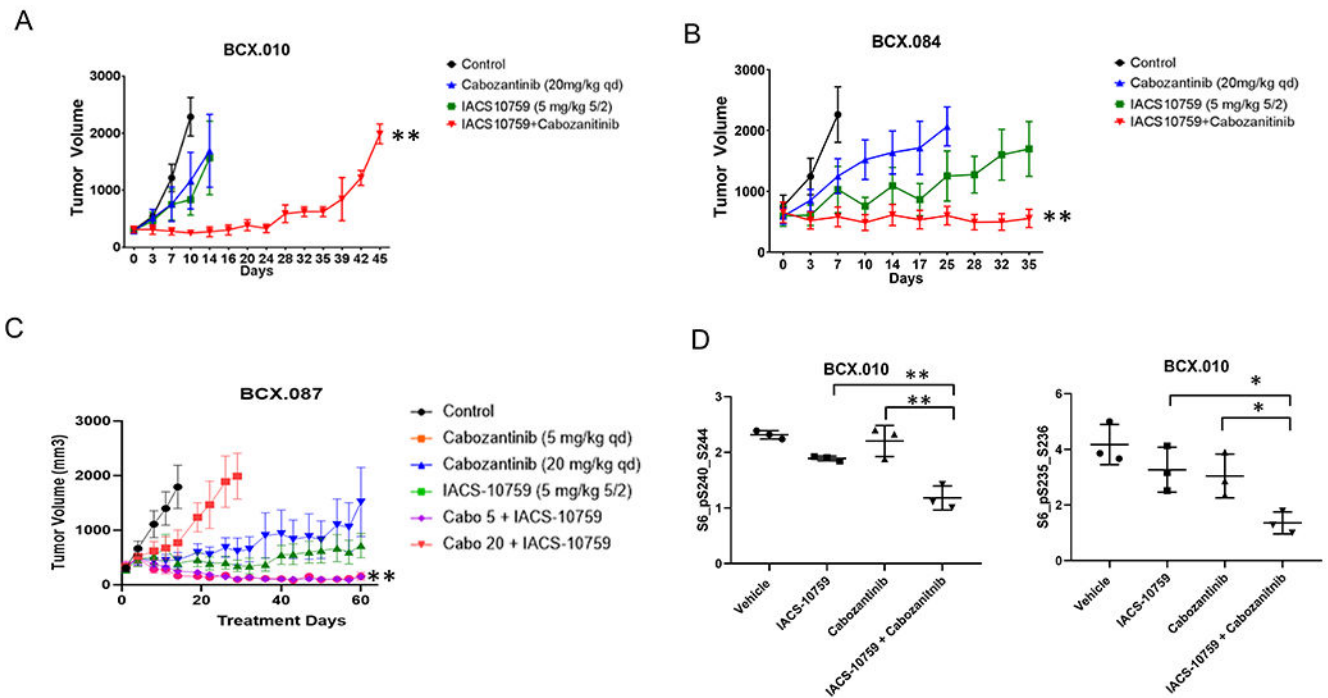 A
BCX.010
Control
Cabozantinib (20mg/kg qd)
IACS10759 (5 mg/kg 5/2)
IACS10759+Cabozanitinib
Tumor Volume
3000
2000
1000
0
**
0 3 7 10 14 16 20 24 28 32 35 39 42 45
Days
B
BCX.084
Control
Cabozantinib (20mg/kg qd)
IACS10759 (5 mg/kg 5/2)
IACS10759+Cabozanitinib
Tumor Volume
3000
2000
1000
0
**
0 3 7 10 14 17 25 28 32 35
Days
C
BCX.087
Control
Cabozantinib (5 mg/kg qd)
Cabozantinib (20 mg/kg qd)
IACS-10759 (5 mg/kg 5/2)
Cabo 5 + IACS-10759
Cabo 20 + IACS-10759
Tumor Volume (mm3)
3000
2000
1000
0
**
0 20 40 60
Treatment Days
D
BCX.010
**
**
S6_pS240_S244
3
2
1
0
Vehicle
IACS-10759
Cabozantinib
IACS-10759 + Cabozanitnib
BCX.010
*
*
S6_pS235_S236
6
4
2
0
Vehicle
IACS-10759
Cabozantinib
IACS-10759 + Cabozanitnib